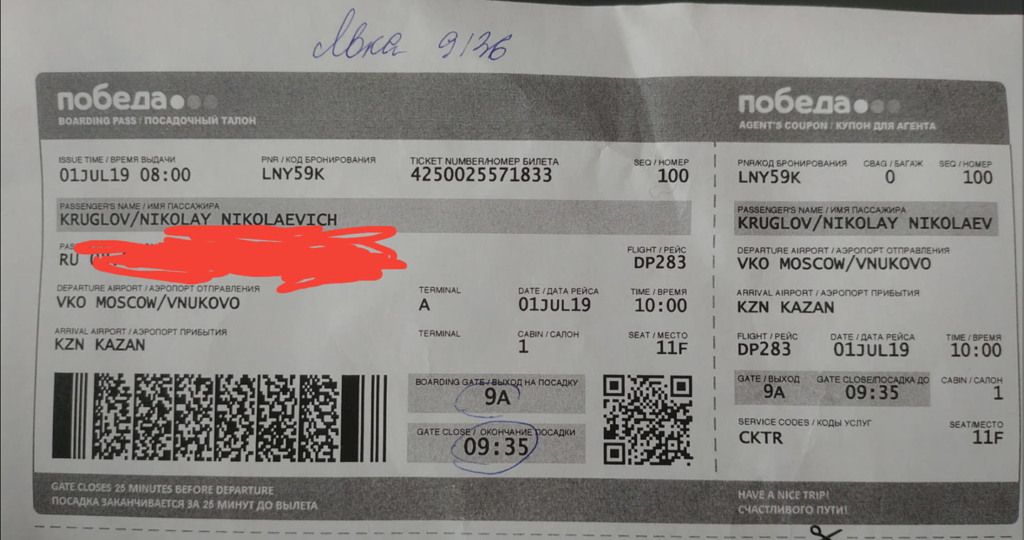 Явка 9136
победа
BOARDING PASS / ПОСАДОЧНЫЙ ТАЛОН
ISSUE TIME / ВРЕМЯ ВЫДАЧИ
01JUL19 08:00
PNR / КОД БРОНИРОВАНИЯ
LNY59K
TICKET NUMBER/НОМЕР БИЛЕТА
4250025571833
SEQ / НОМЕР
100
PASSENGER'S NAME / ИМЯ ПАССАЖИРА
KRUGLOV/NIKOLAY NIKOLAEVICH
RU
FLIGHT / РЕЙС
DP283
DEPARTURE AIRPORT / АЭРОПОРТ ОТПРАВЛЕНИЯ
VKO MOSCOW/VNUKOVO
TERMINAL
A
DATE / ДАТА РЕЙСА
01JUL19
TIME / ВРЕМЯ
10:00
ARRIVAL AIRPORT / АЭРОПОРТ ПРИБЫТИЯ
KZN KAZAN
TERMINAL
CABIN / САЛОН
1
SEAT / МЕСТО
11F
BOARDING GATE / ВЫХОД НА ПОСАДКУ
9A
GATE CLOSE / ОКОНЧАНИЕ ПОСАДКИ
09:35
GATE CLOSES 25 MINUTES BEFORE DEPARTURE
ПОСАДКА ЗАКАНЧИВАЕТСЯ ЗА 25 МИНУТ ДО ВЫЛЕТА
победа
AGENT'S COUPON / КУПОН ДЛЯ АГЕНТА
PNR/КОД БРОНИРОВАНИЯ
LNY59K
CBAG / БАГАЖ
0
SEQ / НОМЕР
100
PASSENGER'S NAME / ИМЯ ПАССАЖИРА
KRUGLOV/NIKOLAY NIKOLAEV
DEPARTURE AIRPORT / АЭРОПОРТ ОТПРАВЛЕНИЯ
VKO MOSCOW/VNUKOVO
ARRIVAL AIRPORT / АЭРОПОРТ ПРИБЫТИЯ
KZN KAZAN
FLIGHT / РЕЙС
DP283
DATE / ДАТА РЕЙСА
01JUL19
TIME / ВРЕМЯ
10:00
GATE / ВЫХОД
9A
GATE CLOSE/ПОСАДКА ДО
09:35
CABIN / САЛОН
1
SERVICE CODES / КОДЫ УСЛУГ
CKTR
SEAT/МЕСТО
11F
HAVE A NICE TRIP!
СЧАСТЛИВОГО ПУТИ!